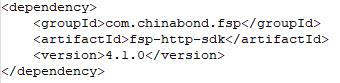 <dependency>
<groupId>com.chinabond.fsp</groupId>
<artifactId>fsp-http-sdk</artifactId>
<version>4.1.0</version>
</dependency>